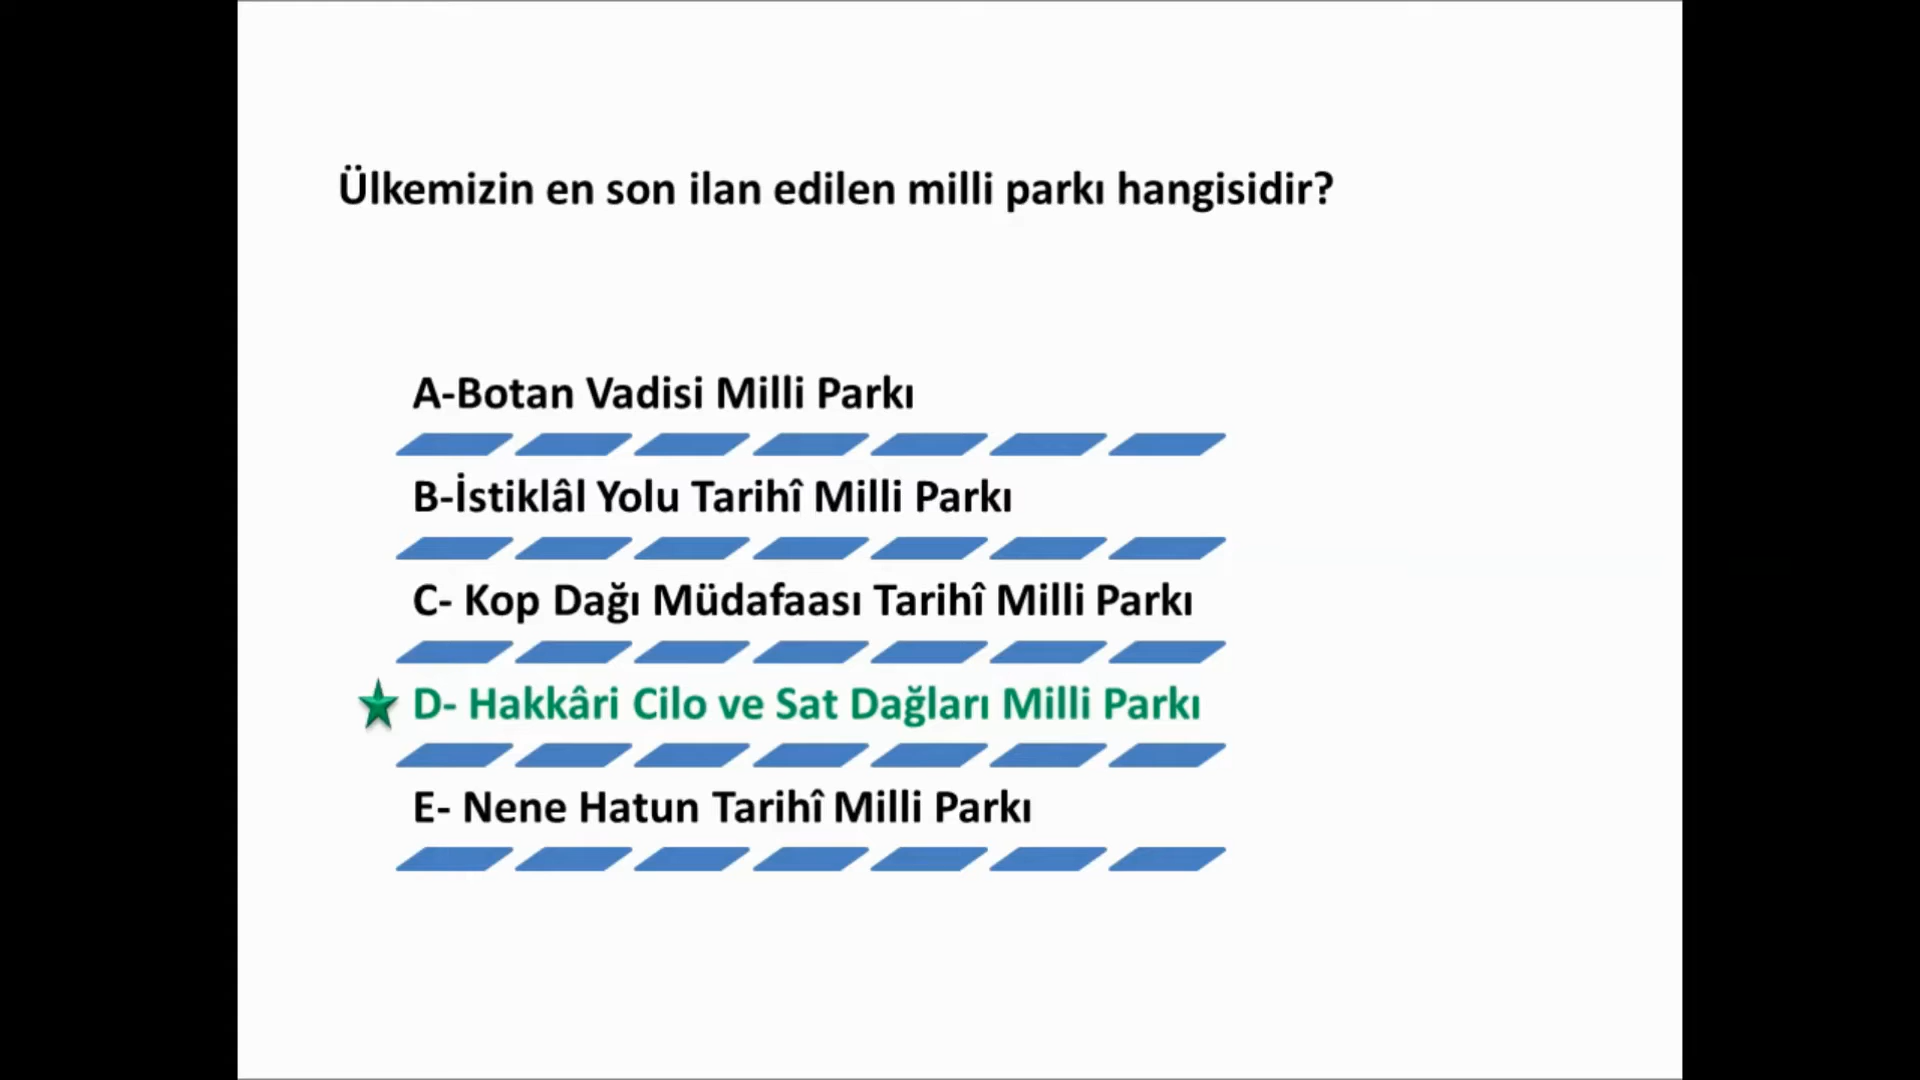 Ülkemizin en son ilan edilen milli parkı hangisidir?
A-Botan Vadisi Milli Parkı
B-İstiklâl Yolu Tarihî Milli Parkı
C- Kop Dağı Müdafaası Tarihî Milli Parkı
D- Hakkâri Cilo ve Sat Dağları Milli Parkı
E- Nene Hatun Tarihî Milli Parkı